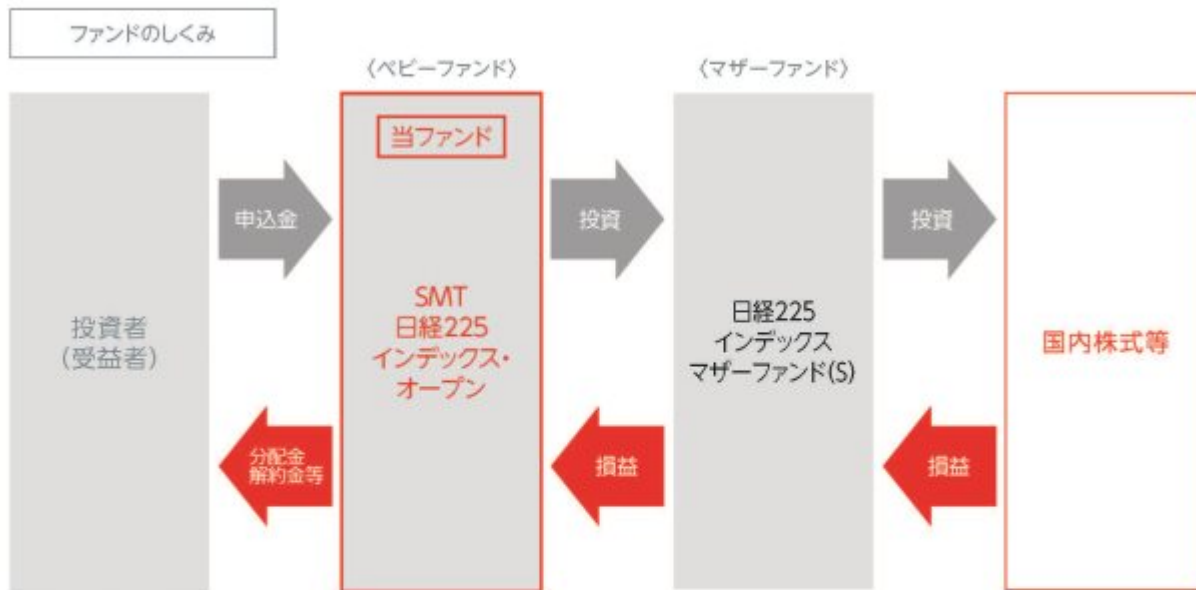 ファンドのしくみ
〈ベビーファンド〉
〈マザーファンド〉
投資者
(受益者)
申込金
分配金
解約金等
当ファンド
SMT
日経225
インデックス・
オープン
投資
損益
日経225
インデックス
マザーファンド(S)
投資
損益
国内株式等